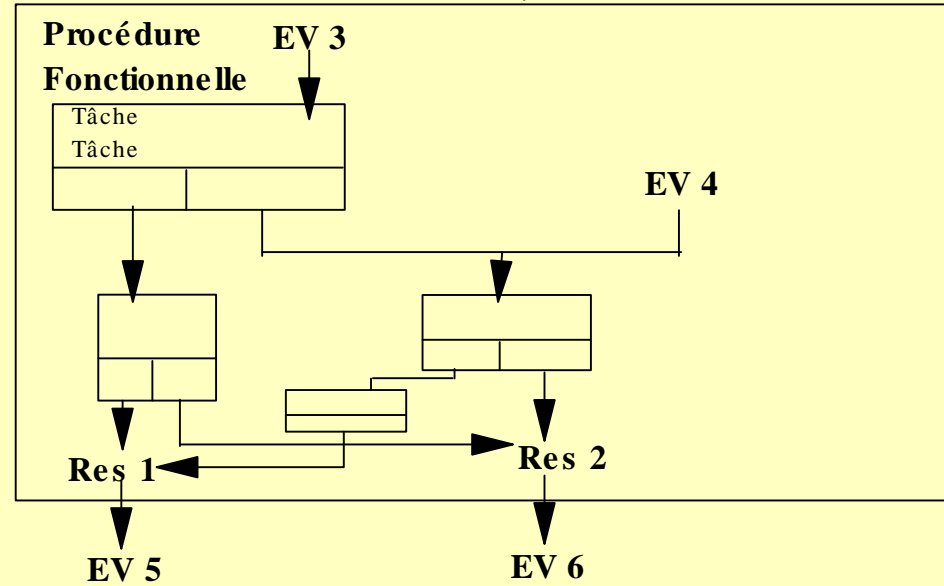 Procédure
Fonctionnelle
EV 3
Tâche
Tâche
EV 4
Res 1
Res 2
EV 5
EV 6